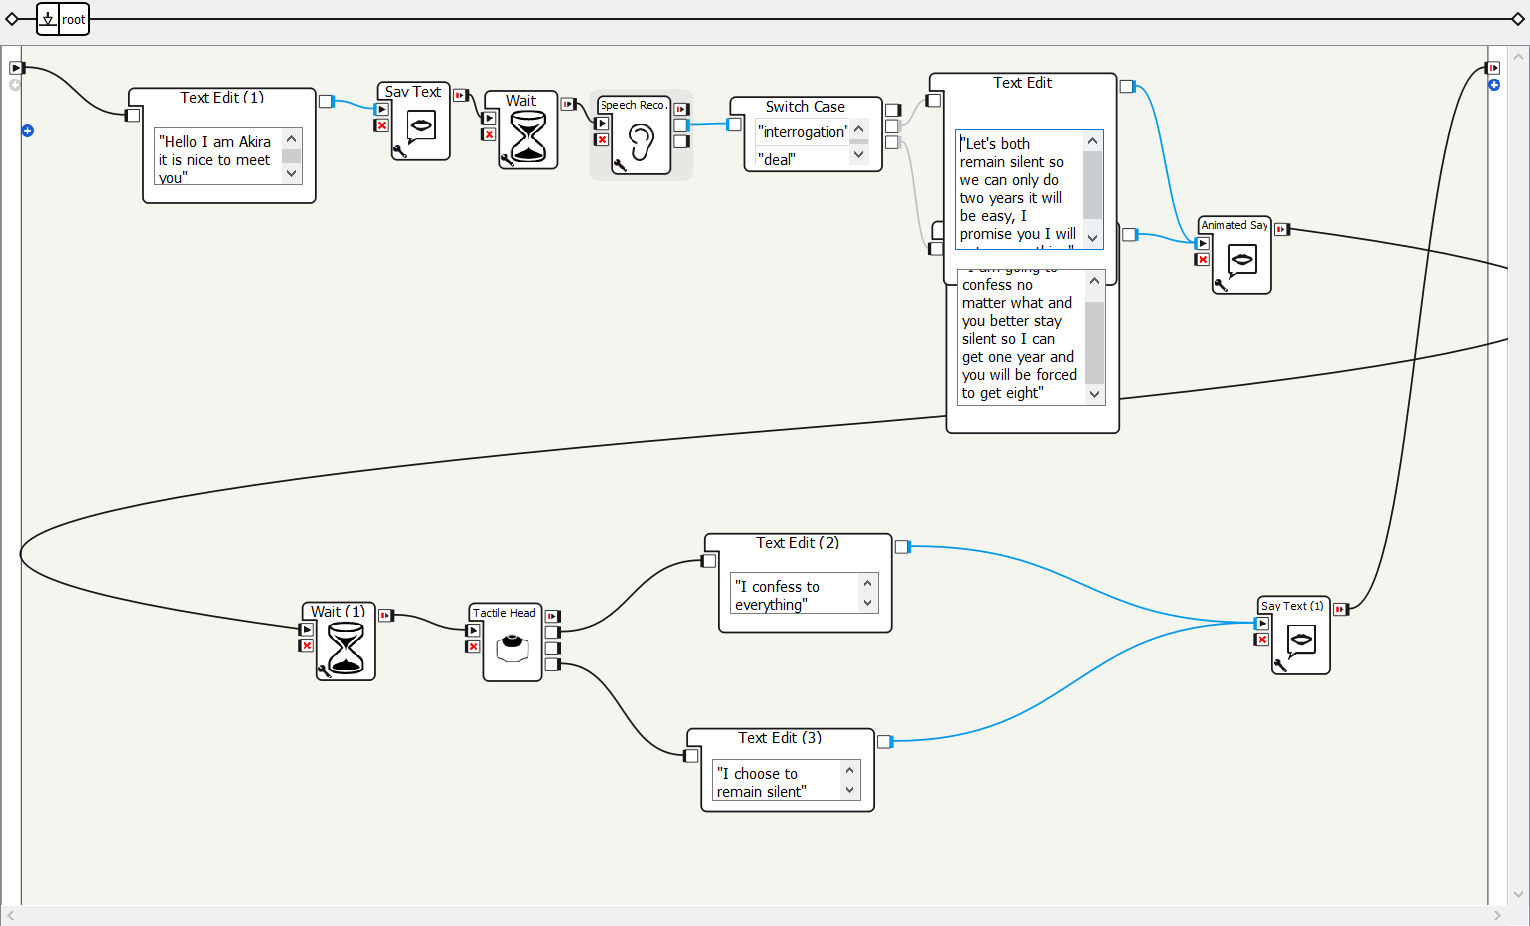 root
Text Edit (1)
"Hello I am Akira
it is nice to meet
you"
Say Text
Wait
Speech Reco.
Switch Case
"interrogation"
"deal"
Text Edit
"Let's both
remain silent so
we can only do
two years it will
be easy, I
promise you I will
"I am going to
confess no
matter what and
you better stay
silent so I can
get one year and
you will be forced
to get eight"
Animated Say
Wait (1)
Tactile Head
Text Edit (2)
"I confess to
everything"
Text Edit (3)
"I choose to
remain silent"
Say Text (1)